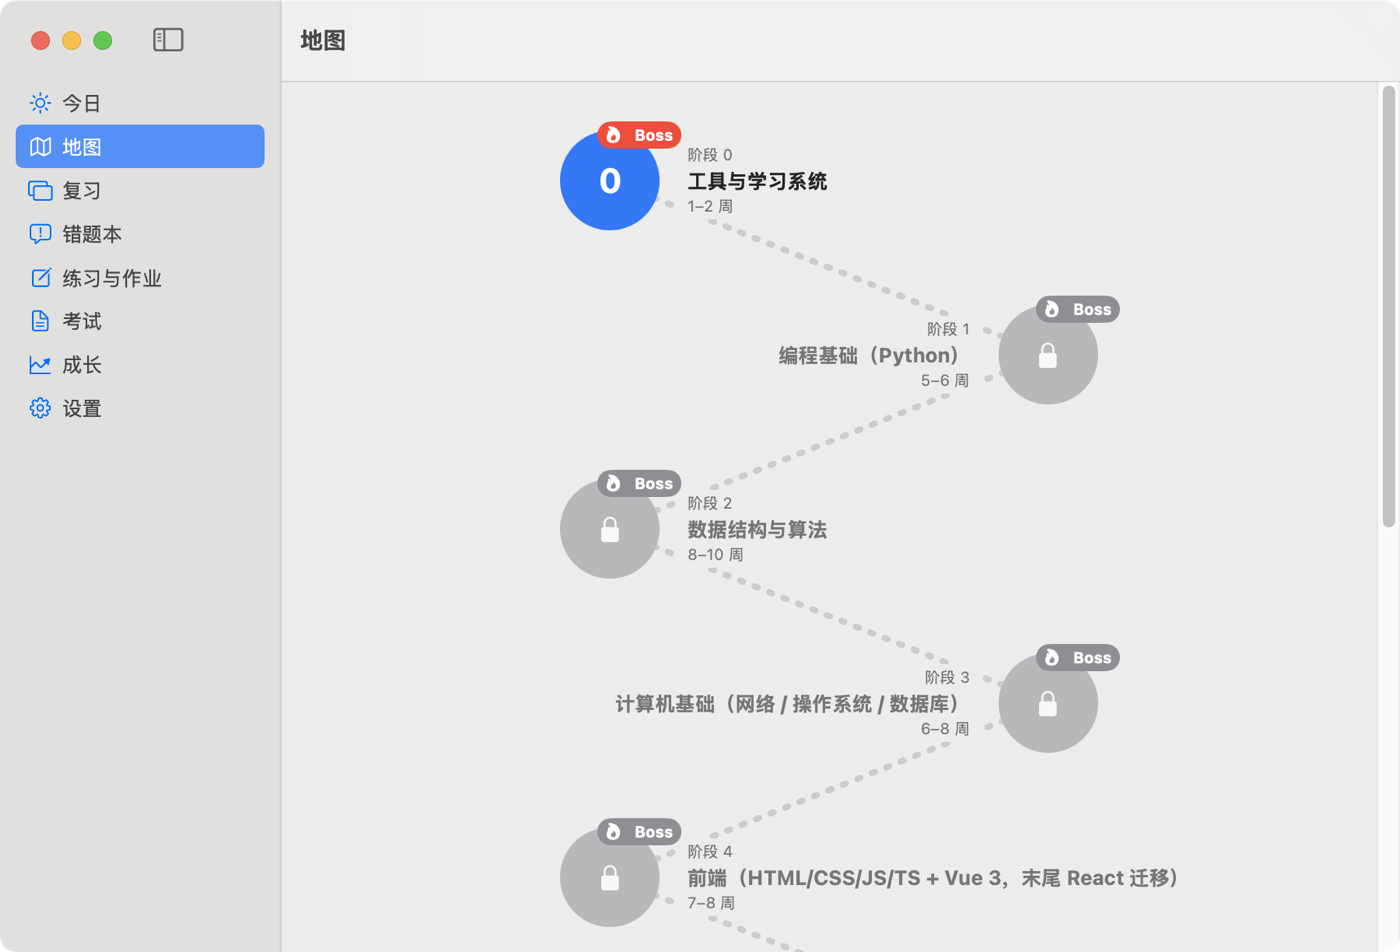 地图
今日
地图
复习
错题本
练习与作业
考试
成长
设置
Boss
0
阶段 0
工具与学习系统
1–2 周
Boss
阶段 1
编程基础（Python）
5–6 周
Boss
阶段 2
数据结构与算法
8–10 周
Boss
阶段 3
计算机基础（网络 / 操作系统 / 数据库）
6–8 周
Boss
阶段 4
前端（HTML/CSS/JS/TS + Vue 3，末尾 React 迁移）
7–8 周